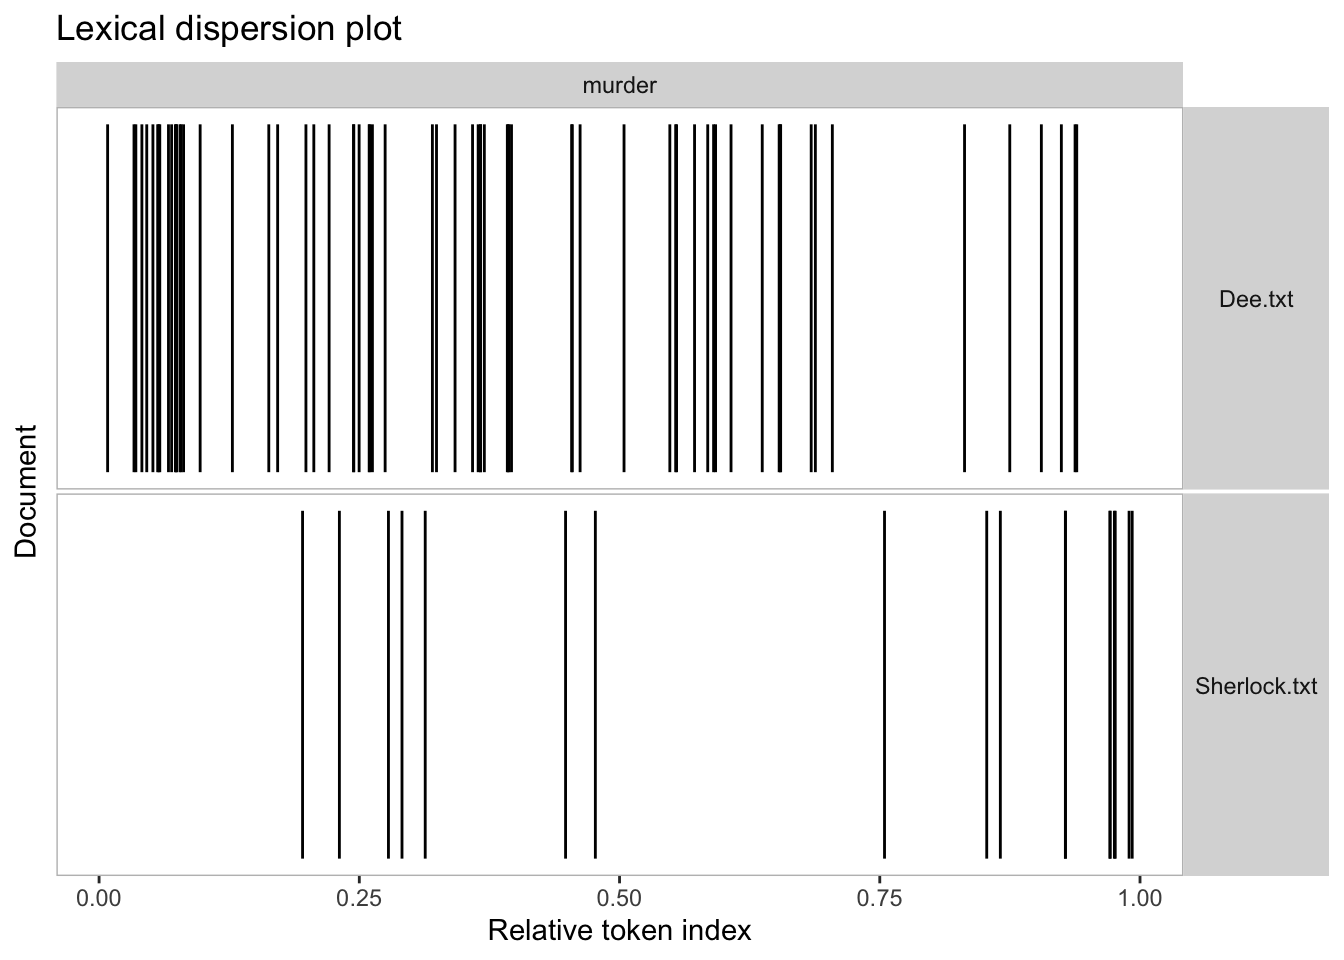 Lexical dispersion plot
murder
Dee.txt
Document
Sherlock.txt
0.00 0.25 0.50 0.75 1.00
Relative token index